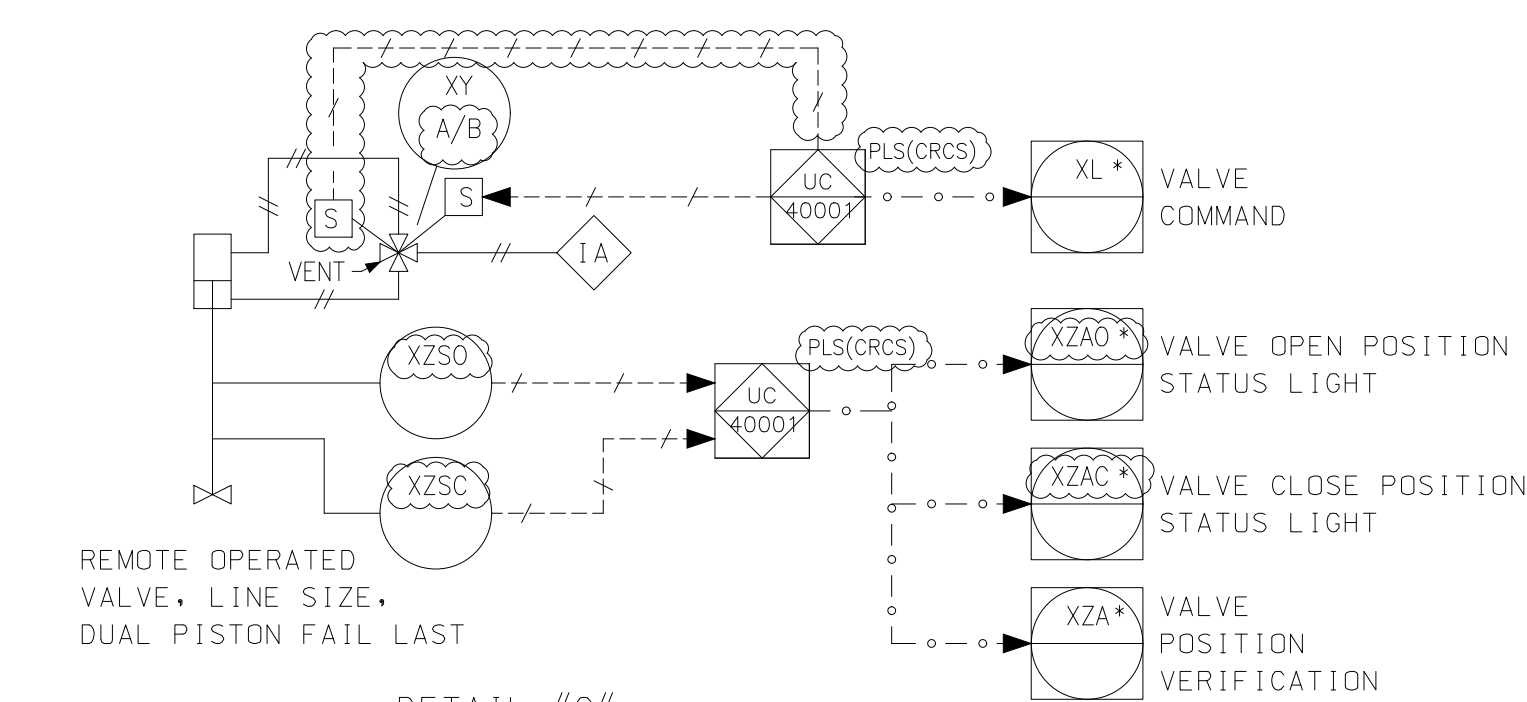 XY
A/B
PLS(CRCS)
UC
40001
XL *
VALVE
COMMAND
S
S
VENT
IA
XZSO
PLS(CRCS)
UC
40001
XZAO *
VALVE OPEN POSITION
STATUS LIGHT
XZSC
XZAC *
VALVE CLOSE POSITION
STATUS LIGHT
REMOTE OPERATED
VALVE, LINE SIZE,
DUAL PISTON FAIL LAST
XZA *
VALVE
POSITION
VERIFICATION
DETAIL